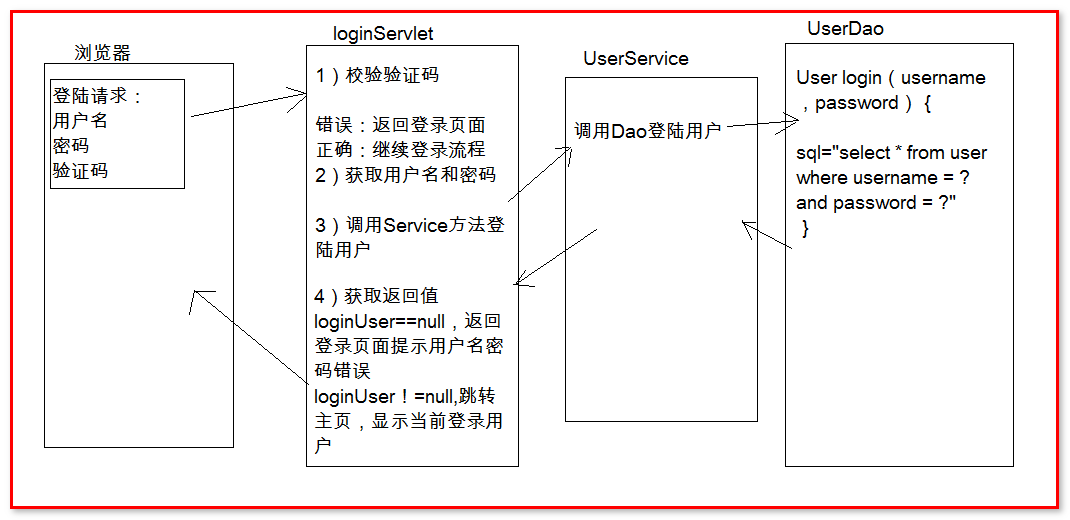 浏览器
登陆请求：
用户名
密码
验证码
loginServlet
1）校验验证码
错误：返回登录页面
正确：继续登录流程
2）获取用户名和密码
3）调用Service方法登
陆用户
4）获取返回值
loginUser==null，返回
登录页面提示用户名密
码错误
loginUser！=null,跳转
主页，显示当前登录用
户
UserService
调用Dao登陆用户
UserDao
User login（username
，password）{
sql="select * from user
where username = ?
and password = ?"
}